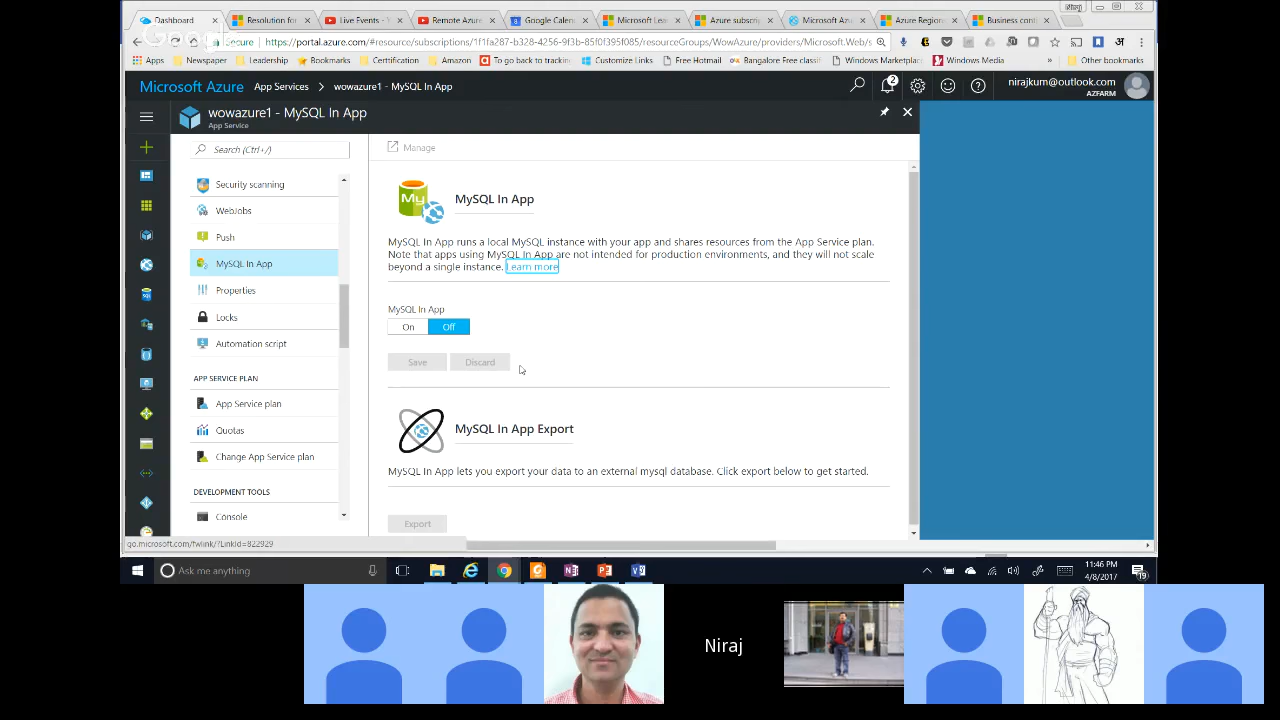 Niraj
Dashboard
Resolution for
Live Events -
Remote Azure
Google Calen
Microsoft Lea
Azure subscri
Microsoft Az
Azure Region
Business cont
Secure
https://portal.azure.com/#resource/subscriptions/1f1fa287-b328-4256-9f3b-85f0f395f085/resourceGroups/WowAzure/providers/Microsoft.Web/s
Apps
Newspaper
Leadership
Bookmarks
Certification
Amazon
To go back to tracking
Customize Links
Free Hotmail
Bangalore Free classif
Windows Marketplace
Windows Media
»
Other bookmarks
Microsoft Azure
App Services
wowazure1 - MySQL In App
2
nirajkum@outlook.com
AZFARM
wowazure1 - MySQL In App
App Service
Search (Ctrl+/)
Security scanning
WebJobs
Push
MySQL In App
Properties
Locks
Automation script
APP SERVICE PLAN
App Service plan
Quotas
Change App Service plan
DEVELOPMENT TOOLS
Console
Manage
My
MySQL In App
MySQL In App runs a local MySQL instance with your app and shares resources from the App Service plan.
Note that apps using MySQL In App are not intended for production environments, and they will not scale
beyond a single instance. Learn more
MySQL In App
On Off
Save Discard
MySQL In App Export
MySQL In App lets you export your data to an external mysql database. Click export below to get started.
Export
go.microsoft.com/fwlink/?LinkId=822929
Ask me anything
11:46 PM
4/8/2017
19
Niraj